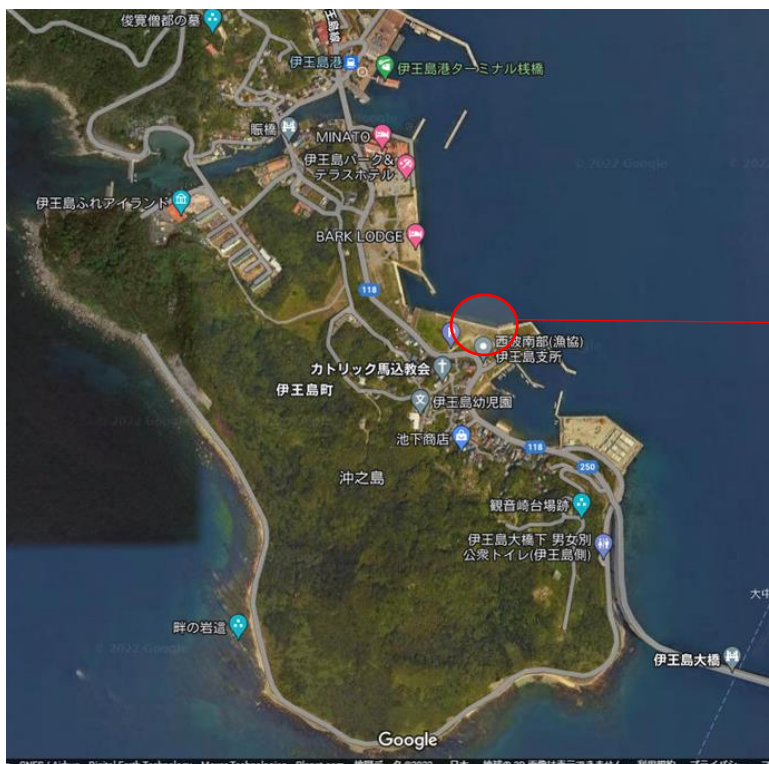 俊寛僧都の墓
伊王島港
伊王島港ターミナル桟橋
賑橋
MINATO
伊王島パーク&
テラスホテル
© 2022 Google
伊王島ふれアイランド
BARK LODGE
118
西彼南部(漁協)
伊王島支所
カトリック馬込教会
伊王島町
伊王島幼児園
池下商店
118
250
沖之島
観音崎台場跡
伊王島大橋下 男女別
公衆トイレ(伊王島側)
大中
畔の岩這
© 2022 Google
伊王島大橋
Google